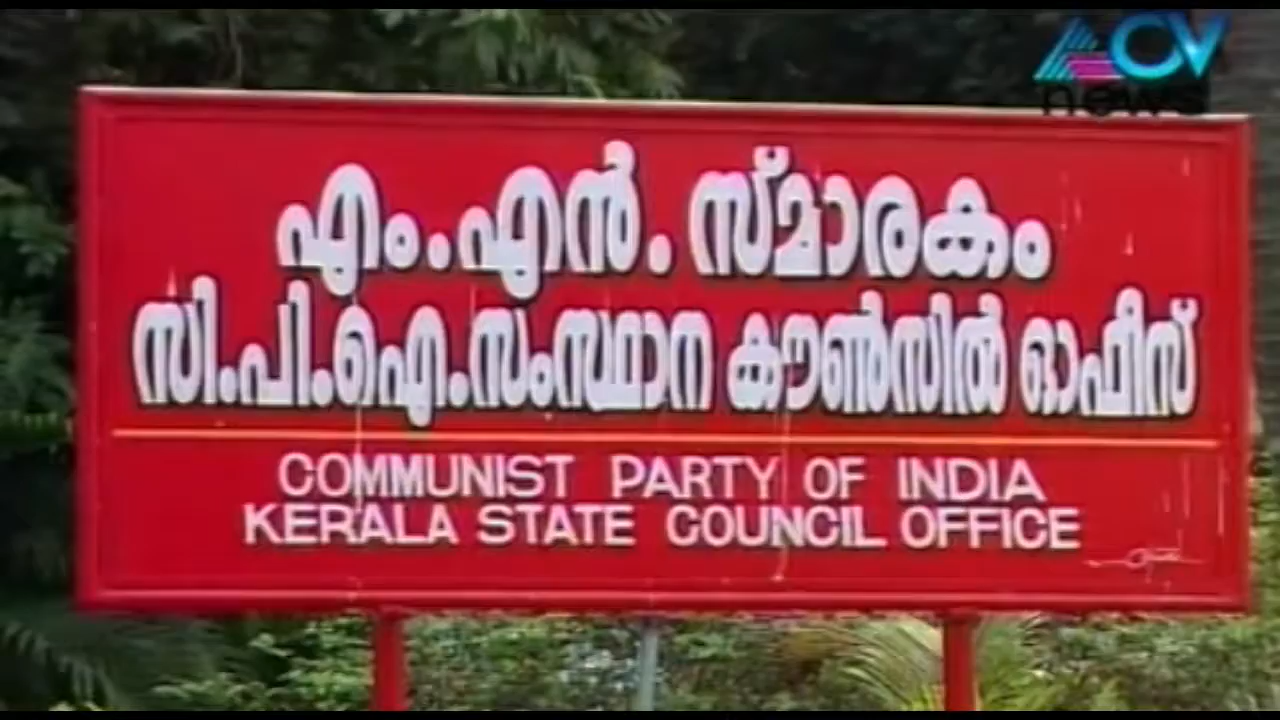 ACV
news
എം.എൻ. സ്മാരകം
സി.പി.ഐ.സംസ്ഥാന കൗൺസിൽ ഓഫീസ്
COMMUNIST PARTY OF INDIA
KERALA STATE COUNCIL OFFICE